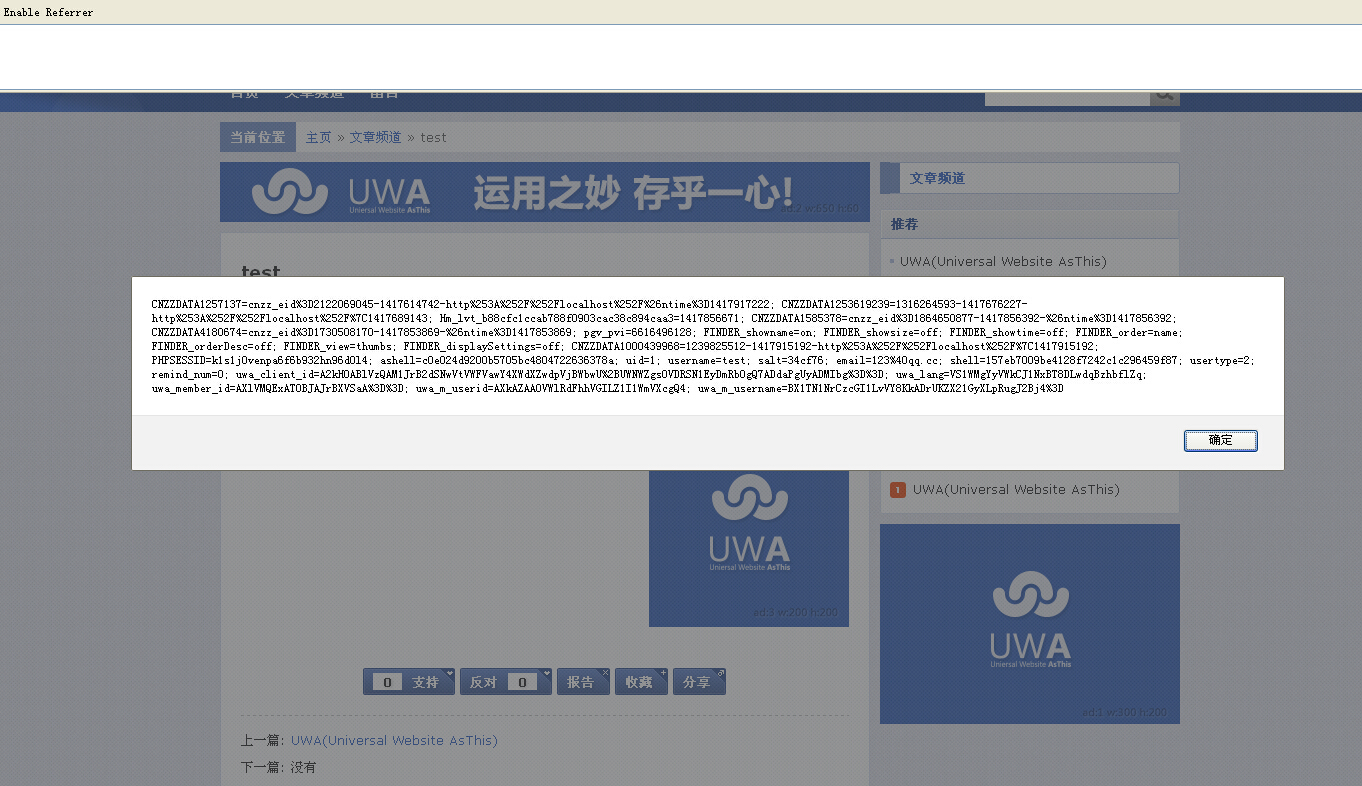 Enable Referrer
首页 文章频道 留言
当前位置 主页 » 文章频道 » test
UWA
Uniersal Website AsThis
运用之妙 存乎一心!
ad:2 w:650 h:60
文章频道
推荐
UWA(Universal Website AsThis)
test
CNZZDATA1257137=cnzz_eid%3D2122069045-1417614742-http%253A%252F%252Flocalhost%252F%26ntime%3D1417917222; CNZZDATA1253619239=1316264593-1417676227-
http%253A%252F%252Flocalhost%252F%7C1417689143; Hm_lvt_b88cfc1ccab788f0903cac38c894caa3=1417856671; CNZZDATA1585378=cnzz_eid%3D1864650877-1417856392-%26ntime%3D1417856392;
CNZZDATA4180674=cnzz_eid%3D1730508170-1417853869-%26ntime%3D1417853869; pgv_pvi=6616496128; FINDER_showname=on; FINDER_showsize=off; FINDER_showtime=off; FINDER_order=name;
FINDER_orderDesc=off; FINDER_view=thumbs; FINDER_displaySettings=off; CNZZDATA1000439968=1239825512-1417915192-http%253A%252F%252Flocalhost%252F%7C1417915192;
PHPSESSID=k1s1j0venpa6f6b932hn96d0l4; ashell=c0e024d9200b5705bc4804722636378a; uid=1; username=test; salt=34cf76; email=123%40qq.cc; shell=157eb7009be4128f7242c1c296459f87; usertype=2;
remind_num=0; uwa_client_id=A2kHOABlVzQAM1JrB2dSNwVtVWFVawY4XWdXZwdpVjBWbwU%2BUWNWZgsOVDRSN1EyDmRbOgQ7ADdaPgUyADMIbg%3D%3D; uwa_lang=VS1WMgYyVWkCJ1NxBT8DLwdqBzhbflZq;
uwa_member_id=AXlVMQExATOBJAJrBXVSaA%3D%3D; uwa_m_userid=AXkAZAAOVWlRdFhhVGILZ1I1WmVXcgQ4; uwa_m_username=BX1TN1NrCzcGI1LvVY8KkADrUKZX21GyXLpRugJ2Bj4%3D
确定
UWA
Uniersal Website AsThis
ad:3 w:200 h:200
1 UWA(Universal Website AsThis)
UWA
Uniersal Website AsThis
ad:1 w:300 h:200
0 支持 反对 0 报告 收藏 分享
上一篇: UWA(Universal Website AsThis)
下一篇: 没有